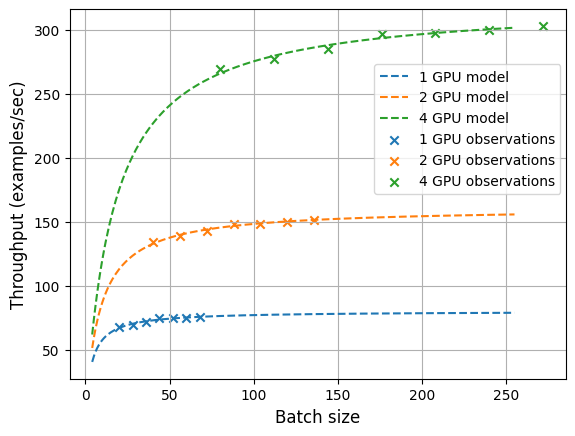 300
250
200
150
100
50
Throughput (examples/sec)
1 GPU model
2 GPU model
4 GPU model
1 GPU observations
2 GPU observations
4 GPU observations
0 50 100 150 200 250
Batch size